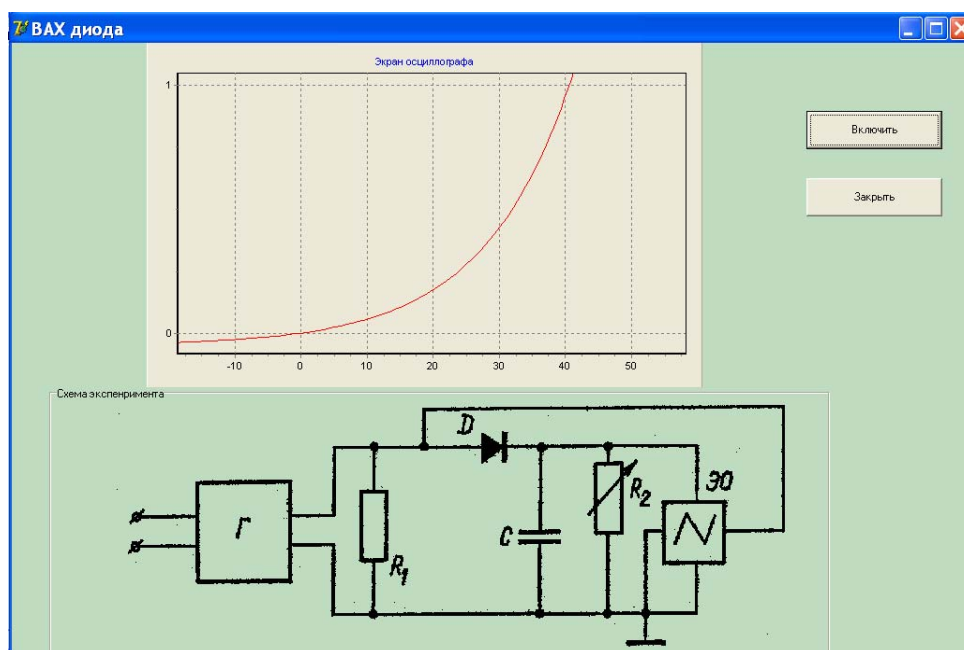 ВАХ диода
Экран осциллографа
1
0
-10 0 10 20 30 40 50
Включить
Закрыть
Схема экспенримента
D
Г
R1
C
R2
ЭО